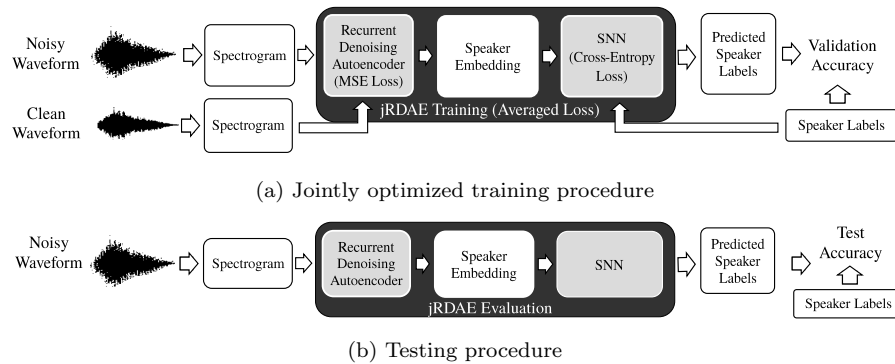 Noisy
Waveform
Spectrogram
Recurrent
Denoising
Autoencoder
(MSE Loss)
Speaker
Embedding
SNN
(Cross-Entropy
Loss)
Predicted
Speaker
Labels
Validation
Accuracy
jRDAE Training (Averaged Loss)
Clean
Waveform
Spectrogram
Speaker Labels
(a) Jointly optimized training procedure
Noisy
Waveform
Spectrogram
Recurrent
Denoising
Autoencoder
Speaker
Embedding
SNN
Predicted
Speaker
Labels
Test
Accuracy
Speaker Labels
jRDAE Evaluation
(b) Testing procedure